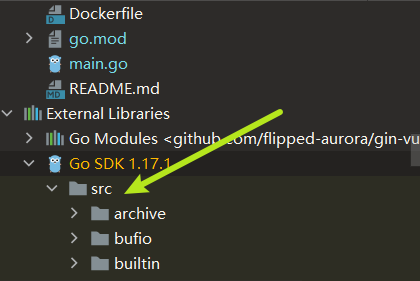 Dockerfile
go.mod
main.go
README.md
External Libraries
Go Modules <github.com/flipped-aurora/gin-vu
Go SDK 1.17.1
src
archive
bufio
builtin